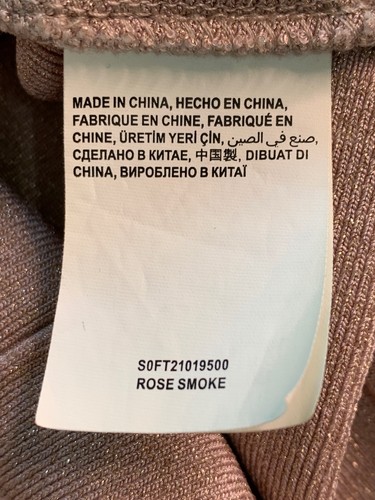 MADE IN CHINA, HECHO EN CHINA,
FABRIQUE EN CHINE, FABRIQUÉ EN
CHINE, ÜRETİM YERİ ÇİN, صنع في الصين,
СДЕЛАНО В КИТАЕ, 中国製, DIBUAT DI
CHINA, ВИРОБЛЕНО В КИТАЇ
S0FT21019500
ROSE SMOKE